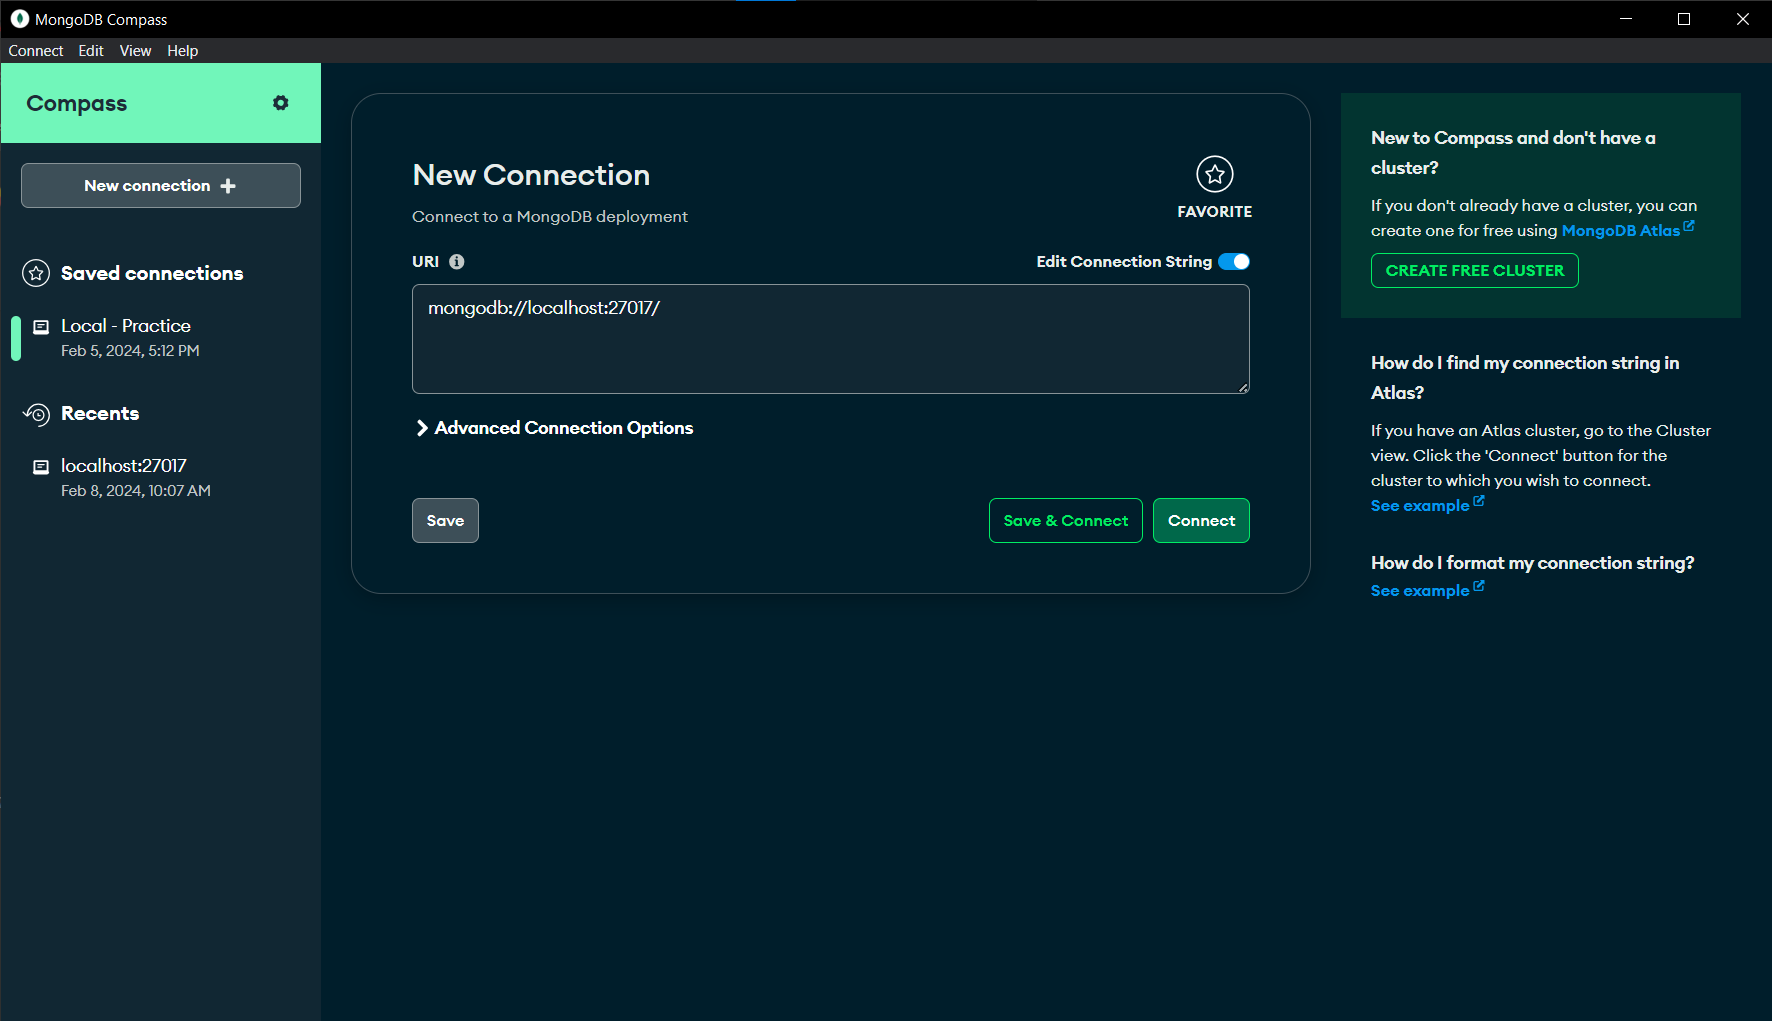 MongoDB Compass
Connect Edit View Help
Compass
New connection
Saved connections
Local - Practice
Feb 5, 2024, 5:12 PM
Recents
localhost:27017
Feb 8, 2024, 10:07 AM
New Connection
Connect to a MongoDB deployment
FAVORITE
URI
Edit Connection String
mongodb://localhost:27017/
Advanced Connection Options
Save
Save & Connect
Connect
New to Compass and don't have a
cluster?
If you don't already have a cluster, you can
create one for free using MongoDB Atlas
CREATE FREE CLUSTER
How do I find my connection string in
Atlas?
If you have an Atlas cluster, go to the Cluster
view. Click the 'Connect' button for the
cluster to which you wish to connect.
See example
How do I format my connection string?
See example